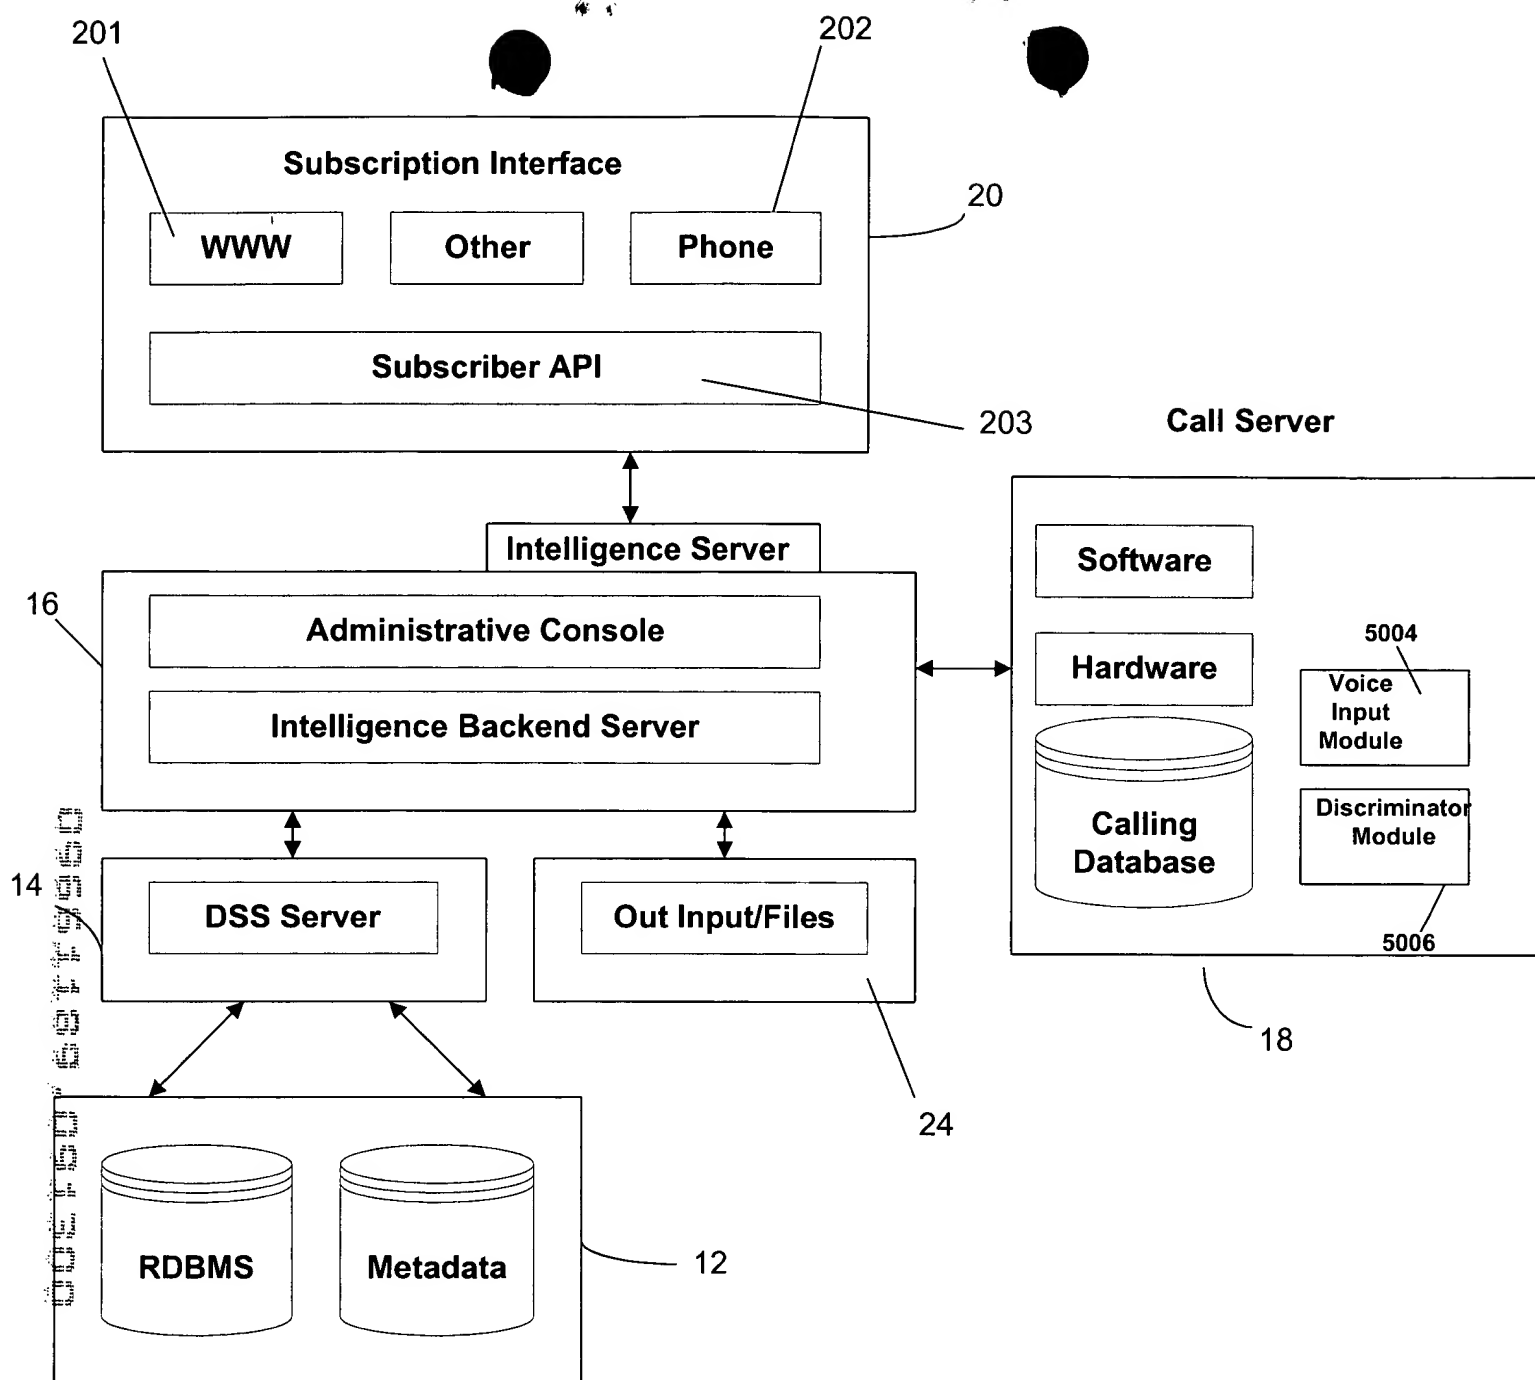 201
202
Subscription Interface
20
WWW
Other
Phone
Subscriber API
203
Call Server
Intelligence Server
16
Administrative Console
Intelligence Backend Server
Software
Hardware
5004
Voice
Input
Module
Calling
Database
Discriminator
Module
5006
14
DSS Server
Out Input/Files
18
24
RDBMS
Metadata
12